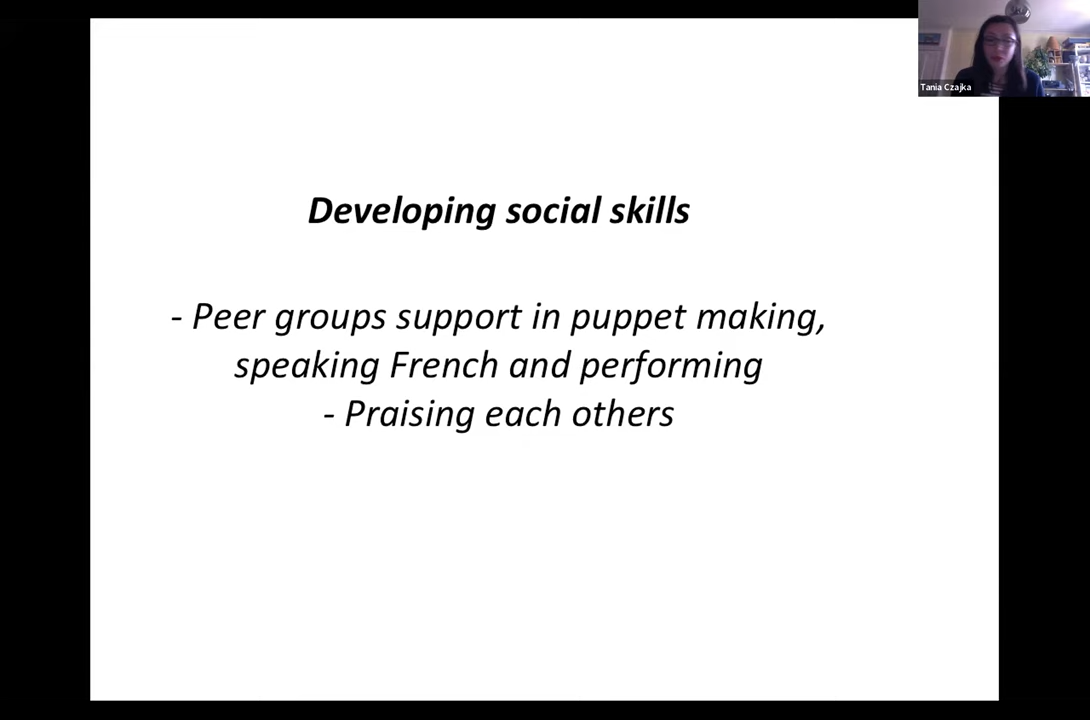 Tania Czajka
Developing social skills
- Peer groups support in puppet making,
speaking French and performing
- Praising each others